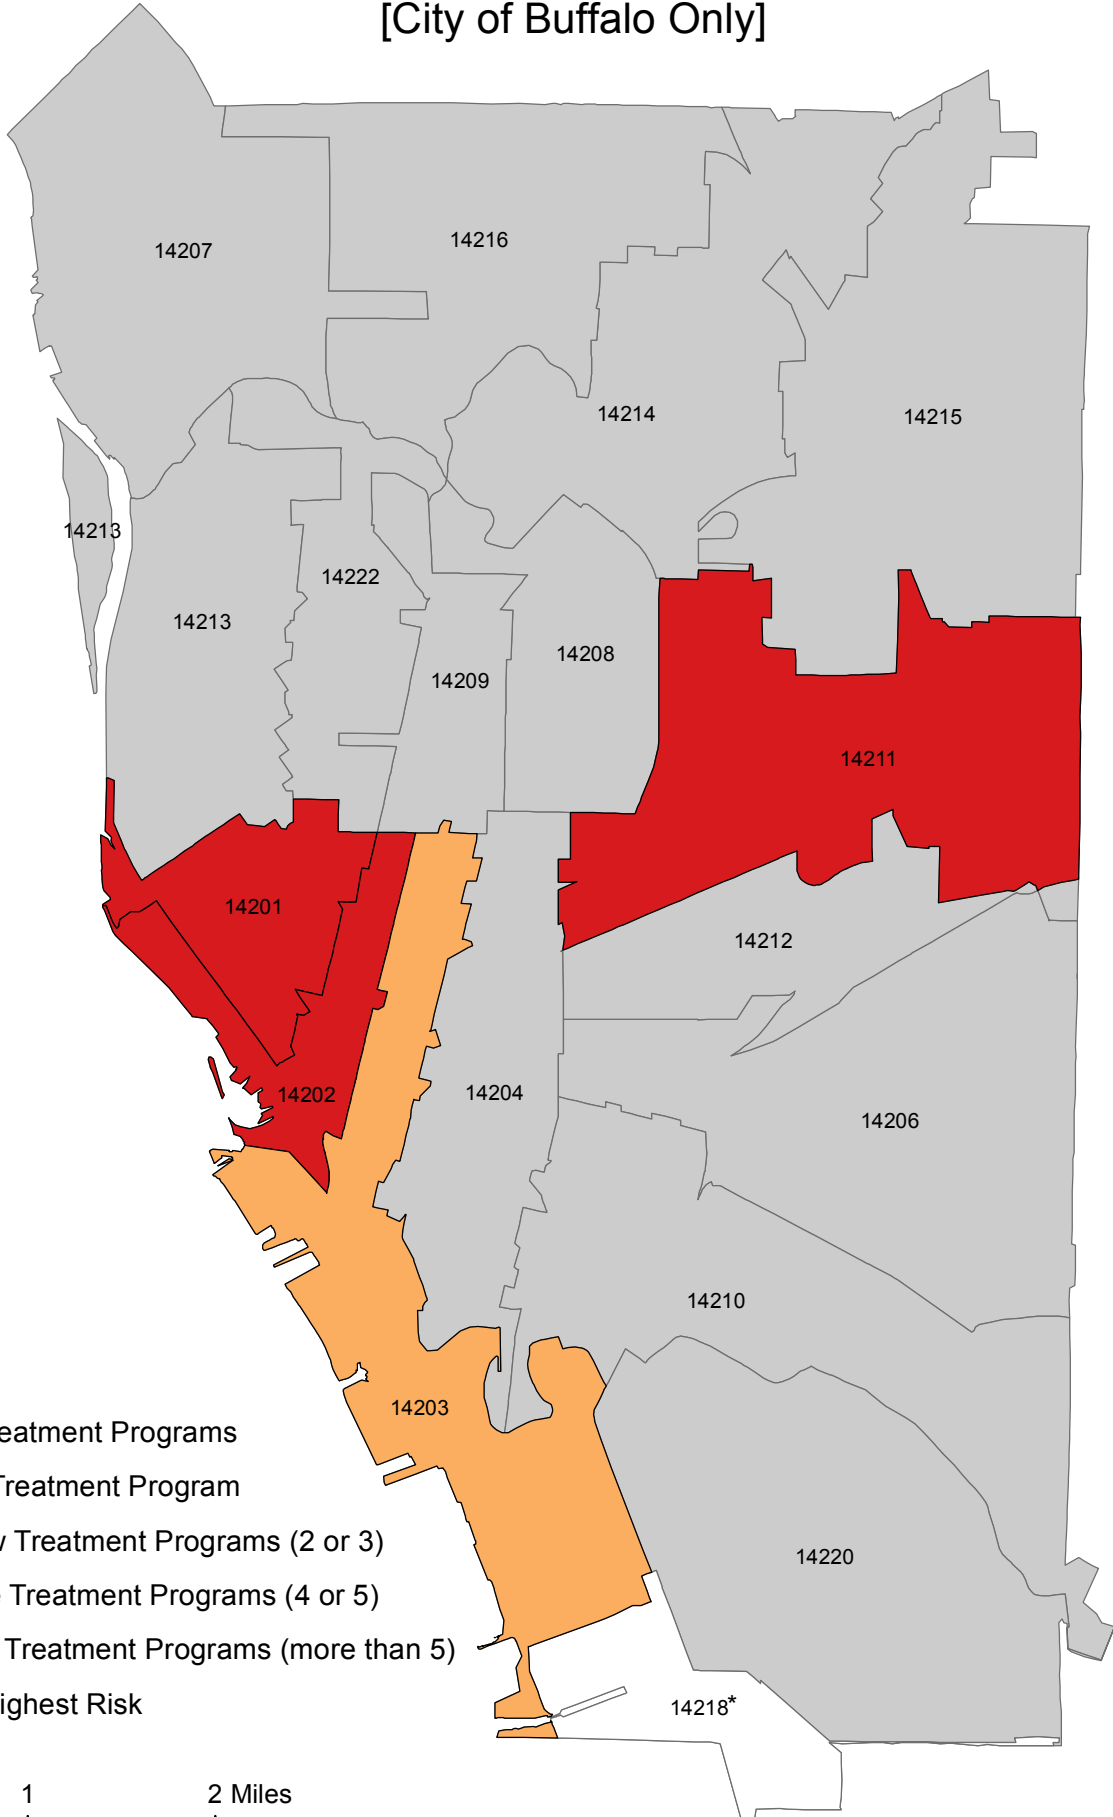 [City of Buffalo Only]
14207
14216
14214
14215
14213
14222
14213
14208
14209
14211
14201
14212
14202
14204
14206
14210
14203
eatment Programs
Treatment Program
Treatment Programs (2 or 3)
14220
Treatment Programs (4 or 5)
Treatment Programs (more than 5)
ighest Risk
14218*
1 2 Miles